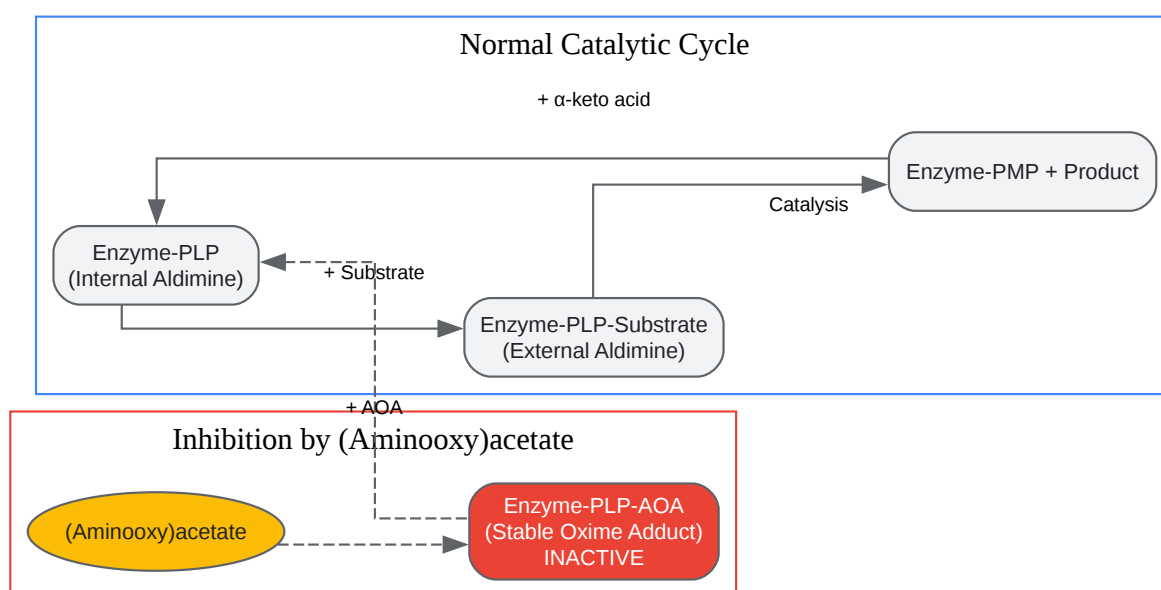 Normal Catalytic Cycle
+ α-keto acid
Enzyme-PMP + Product
Catalysis
Enzyme-PLP
(Internal Aldimine)
+ Substrate
Enzyme-PLP-Substrate
(External Aldimine)
+ AOA
Inhibition by (Aminooxy)acetate
(Aminooxy)acetate
Enzyme-PLP-AOA
(Stable Oxime Adduct)
INACTIVE